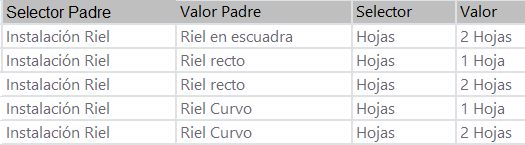 Selector Padre Valor Padre Selector Valor
Instalación Riel Riel en escuadra Hojas 2 Hojas
Instalación Riel Riel recto Hojas 1 Hoja
Instalación Riel Riel recto Hojas 2 Hojas
Instalación Riel Riel Curvo Hojas 1 Hoja
Instalación Riel Riel Curvo Hojas 2 Hojas